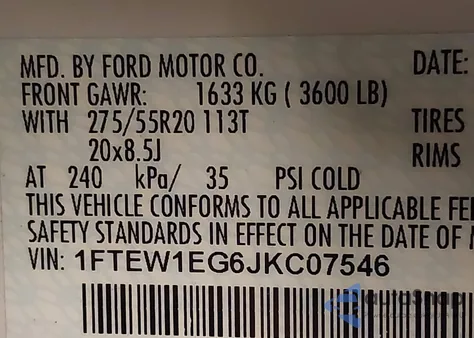 MFD. BY FORD MOTOR CO. DATE:
FRONT GAWR: 1633 KG ( 3600 LB)
WITH 275/55R20 113T TIRES
20x8.5J RIMS
AT 240 kPa/ 35 PSI COLD
THIS VEHICLE CONFORMS TO ALL APPLICABLE FE
SAFETY STANDARDS IN EFFECT ON THE DATE OF
VIN: 1FTEW1EG6JKC07546
AutoSnap